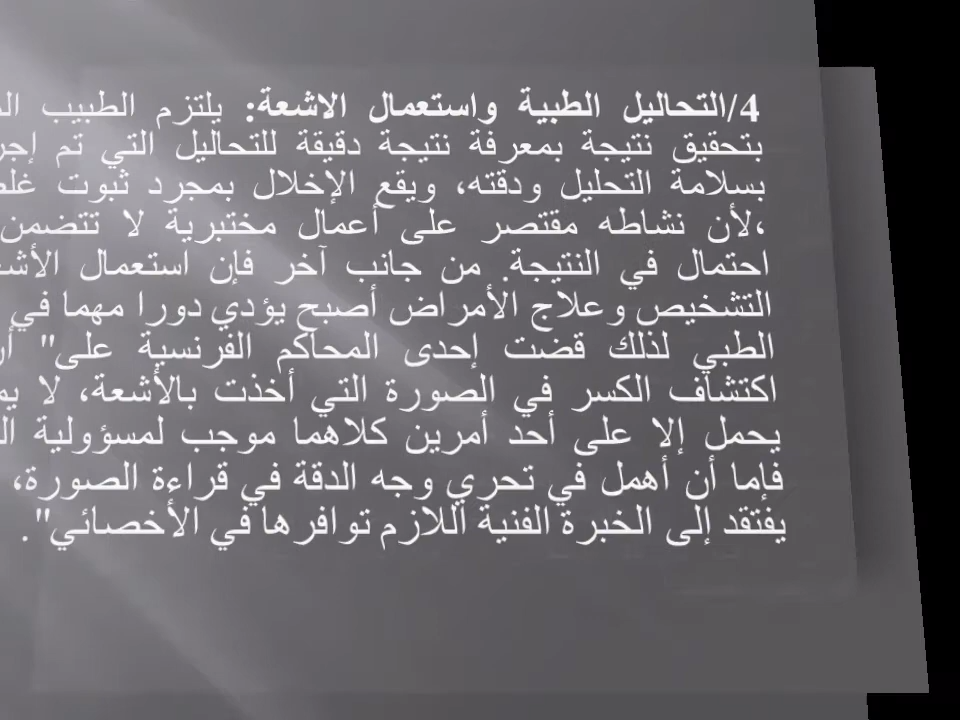 4/التحاليل الطبية واستعمال الاشعة: يلتزم الطبيب
بتحقيق نتيجة بمعرفة نتيجة دقيقة للتحاليل التي تم
بسلامة التحليل ودقته، ويقع الإخلال بمجرد ثبوت
،لأن نشاطه مقتصر على أعمال مختبرية لا تتضمن
احتمال في النتيجة. من جانب آخر فإن استعمال
التشخيص وعلاج الأمراض أصبح يؤدي دورا مهما في
الطبي لذلك قضت إحدى المحاكم الفرنسية على"
اكتشاف الكسر في الصورة التي أخذت بالأشعة، لا
يحمل إلا على أحد أمرين كلاهما موجب لمسؤولية
فإما أن أهمل في تحري وجه الدقة في قراءة الصورة،
يفتقد إلى الخبرة الفنية اللازم توافرها في الأخصائي".